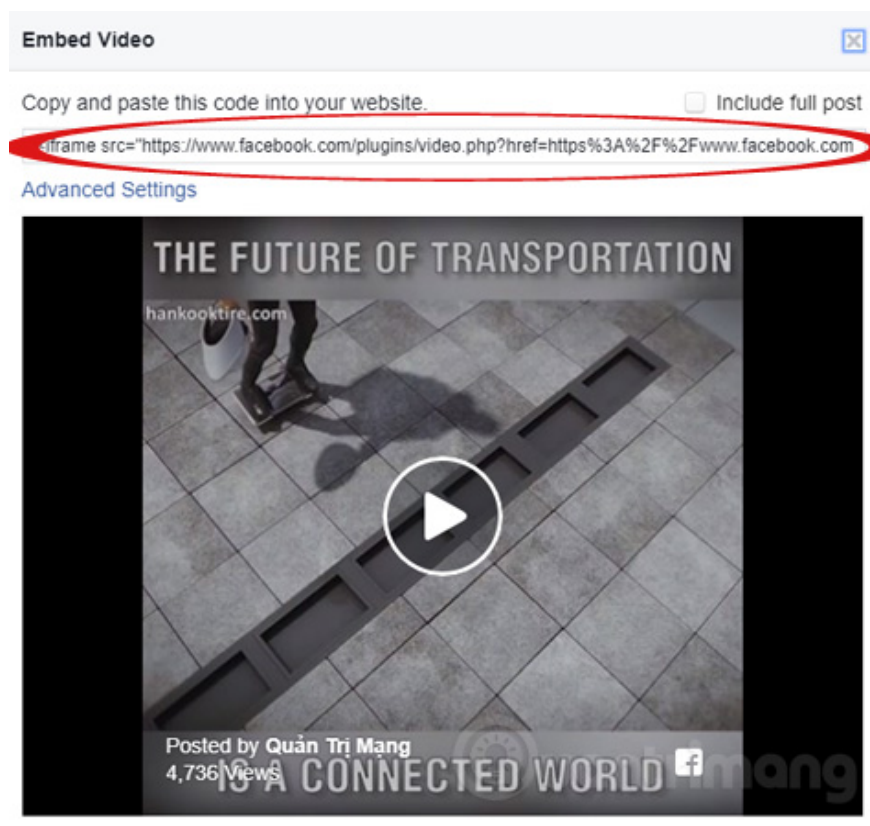 Embed Video
Copy and paste this code into your website.
Include full post
iframe src="https://www.facebook.com/plugins/video.php?href=https%3A%2F%2Fwww.facebook.com
Advanced Settings
THE FUTURE OF TRANSPORTATION
hankooktire.com
Posted by Quản Trị Mạng
4,736 Views
IS A CONNECTED WORLD